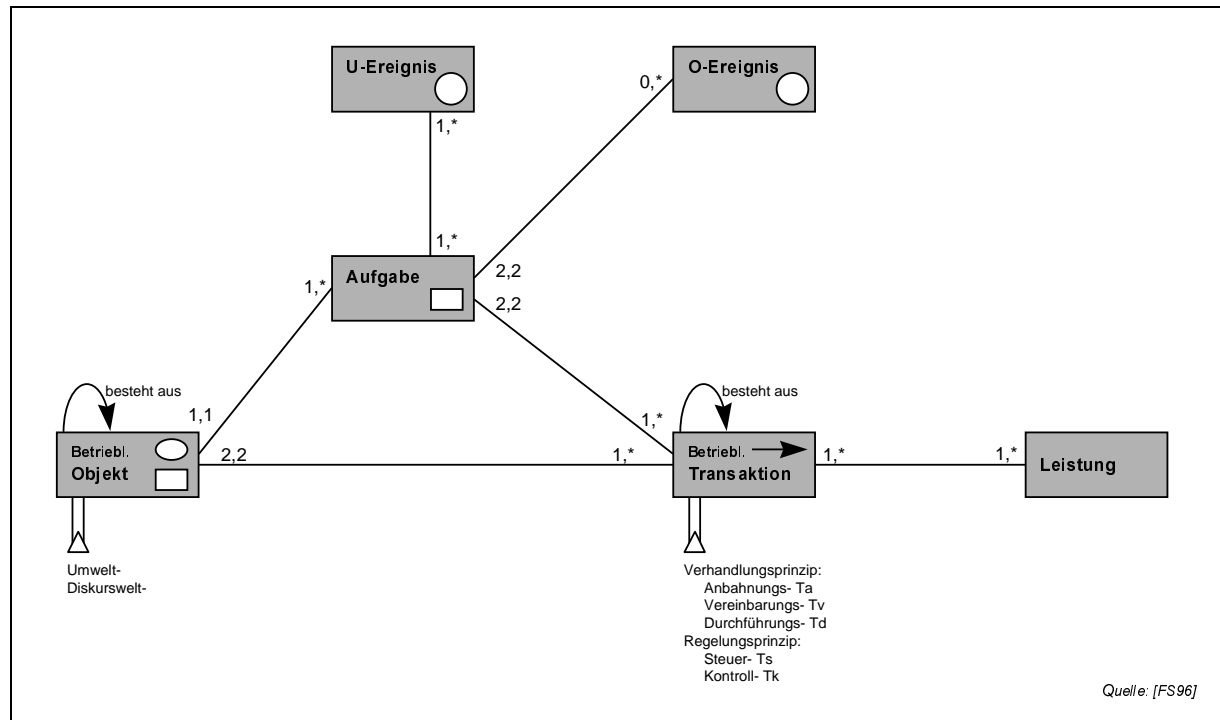 U-Ereignis
O-Ereignis
0,*
1,*
1,*
Aufgabe
2,2
1,*
2,2
besteht aus
besteht aus
1,1
1,*
Betriebl.
Objekt
2,2
1,*
Betriebl.
Transaktion
1,*
1,*
Leistung
Umwelt-
Diskurswelt-
Verhandlungsprinzip:
Anbahnungs- Ta
Vereinbarungs- Tv
Durchführungs- Td
Regelungsprinzip:
Steuer- Ts
Kontroll- Tk
Quelle: [FS96]